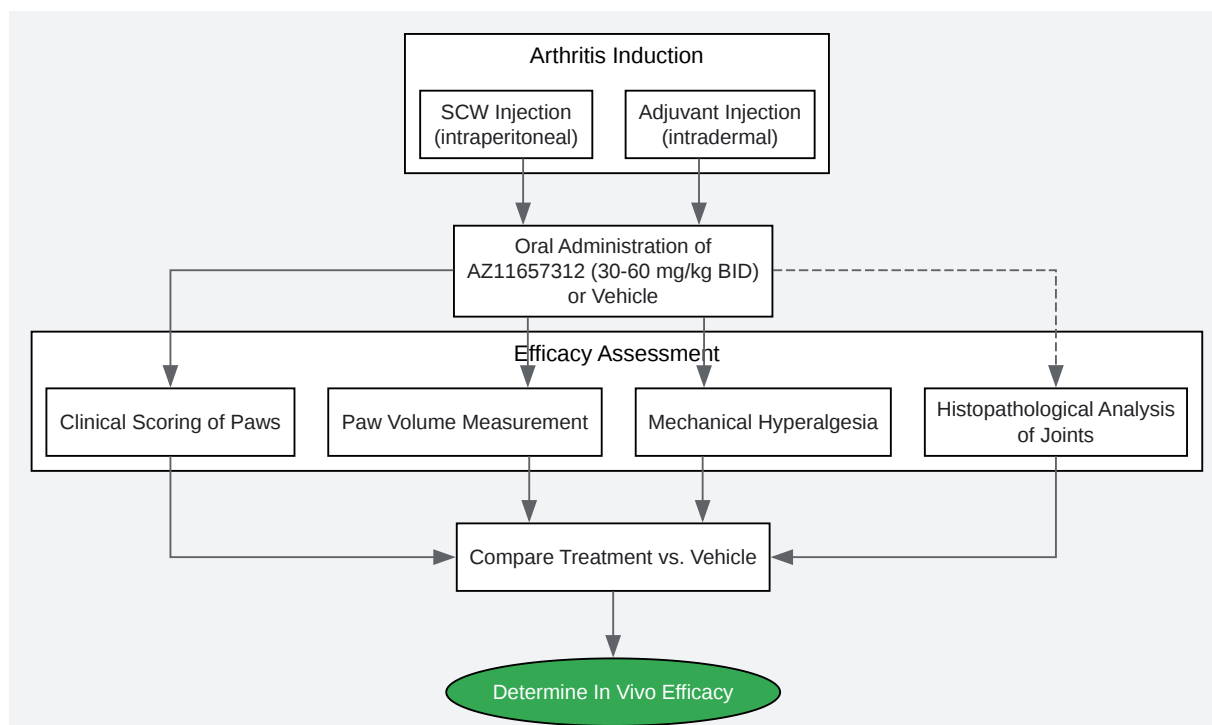 Arthritis Induction
SCW Injection
(intraperitoneal)
Adjuvant Injection
(intradermal)
Oral Administration of
AZ11657312 (30-60 mg/kg BID)
or Vehicle
Efficacy Assessment
Clinical Scoring of Paws
Paw Volume Measurement
Mechanical Hyperalgesia
Histopathological Analysis
of Joints
Compare Treatment vs. Vehicle
Determine In Vivo Efficacy